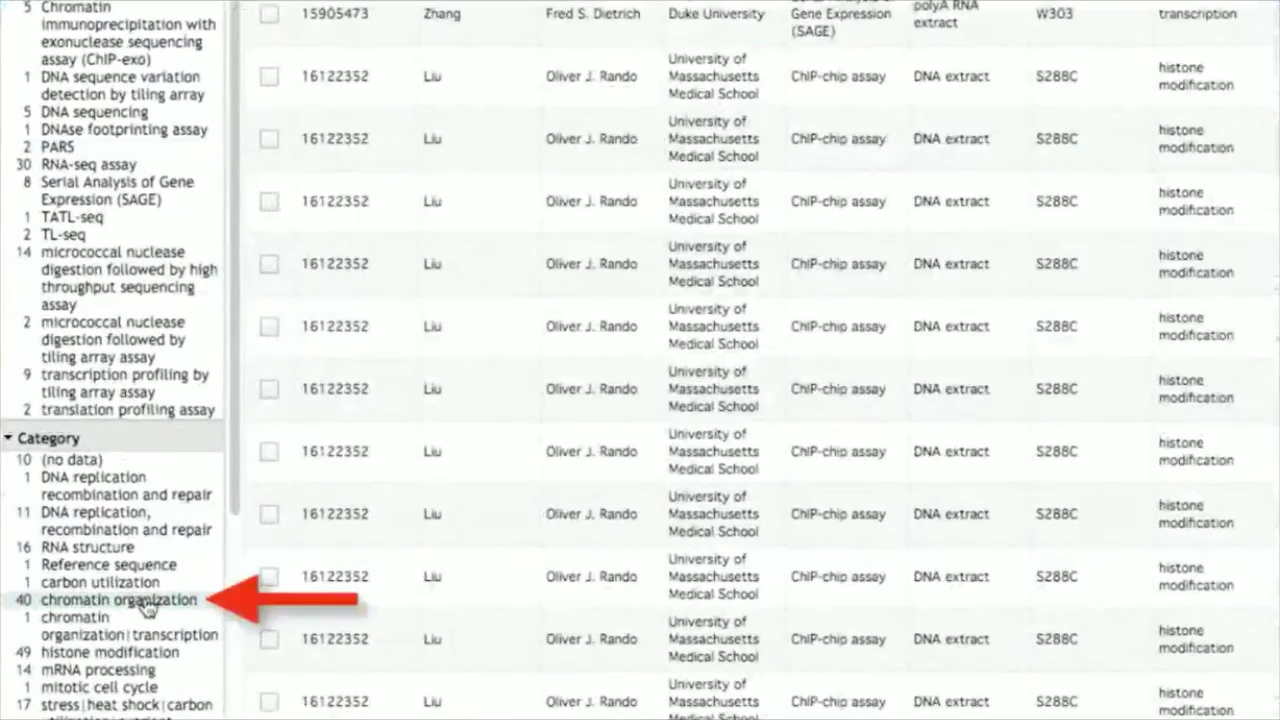 5 Chromatin
immunoprecipitation with
exonuclease sequencing
assay (ChIP-exo)
1 DNA sequence variation
detection by tiling array
5 DNA sequencing
1 DNAse footprinting assay
2 PARS
30 RNA-seq assay
8 Serial Analysis of Gene
Expression (SAGE)
1 TATL-seq
2 TL-seq
14 micrococcal nuclease
digestion followed by high
throughput sequencing
assay
2 micrococcal nuclease
digestion followed by
tiling array assay
9 transcription profiling by
tiling array assay
2 translation profiling assay
Category
10 (no data)
1 DNA replication
recombination and repair
11 DNA replication,
recombination and repair
16 RNA structure
1 Reference sequence
1 carbon utilization
40 chromatin organization
1 chromatin
organization|transcription
49 histone modification
14 mRNA processing
1 mitotic cell cycle
17 stress|heat shock|carbon
15905473 Zhang Fred S. Dietrich Duke University
Gene Expression
(SAGE)
polyA RNA
extract
W303 transcription
16122352 Liu Oliver J. Rando
University of
Massachusetts
Medical School
ChIP-chip assay DNA extract S288C
histone
modification
16122352 Liu Oliver J. Rando
University of
Massachusetts
Medical School
ChIP-chip assay DNA extract S288C
histone
modification
16122352 Liu Oliver J. Rando
University of
Massachusetts
Medical School
ChIP-chip assay DNA extract S288C
histone
modification
16122352 Liu Oliver J. Rando
University of
Massachusetts
Medical School
ChIP-chip assay DNA extract S288C
histone
modification
16122352 Liu Oliver J. Rando
University of
Massachusetts
Medical School
ChIP-chip assay DNA extract S288C
histone
modification
16122352 Liu Oliver J. Rando
University of
Massachusetts
Medical School
ChIP-chip assay DNA extract S288C
histone
modification
16122352 Liu Oliver J. Rando
University of
Massachusetts
Medical School
ChIP-chip assay DNA extract S288C
histone
modification
16122352 Liu Oliver J. Rando
University of
Massachusetts
Medical School
ChIP-chip assay DNA extract S288C
histone
modification
16122352 Liu Oliver J. Rando
University of
Massachusetts
Medical School
ChIP-chip assay DNA extract S288C
histone
modification
16122352 Liu Oliver J. Rando
University of
Massachusetts
Medical School
ChIP-chip assay DNA extract S288C
histone
modification
16122352 Liu Oliver J. Rando
University of
Massachusetts
Medical School
ChIP-chip assay DNA extract S288C
histone
modification